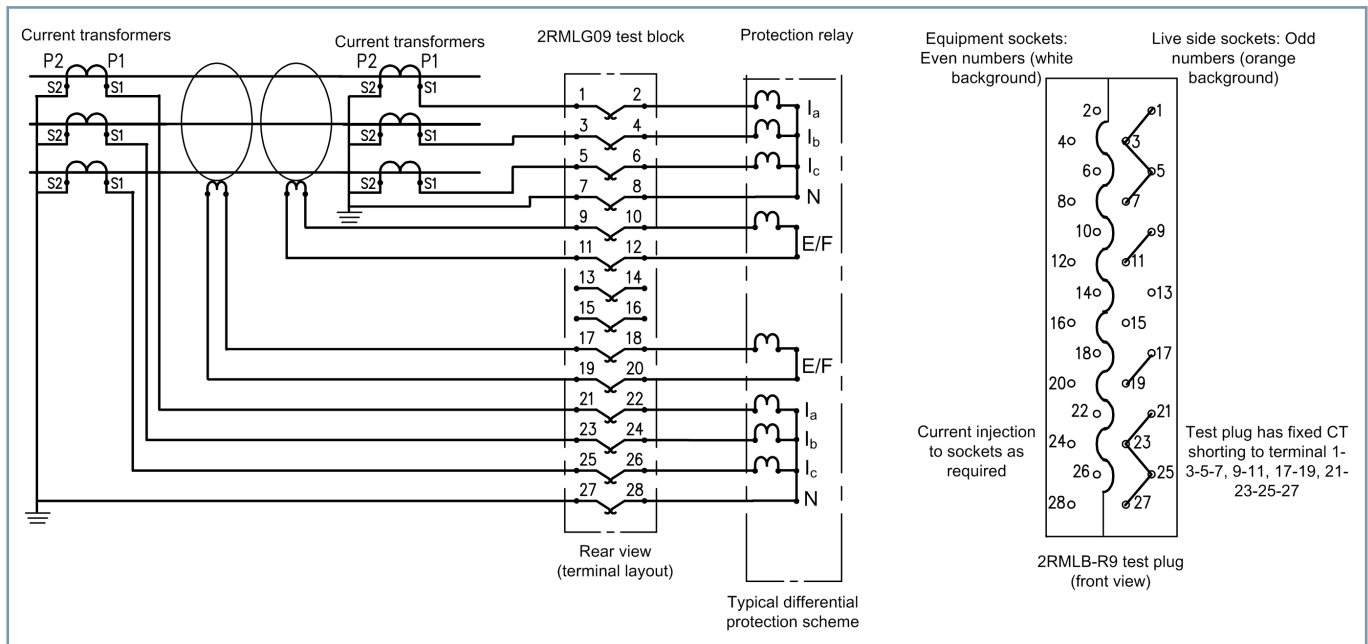 Current transformers
Current transformers
2RMLG09 test block
Protection relay
Equipment sockets:
Even numbers (white
background)
Live side sockets: Odd
numbers (orange
background)
P2 P1
P2 P1
S2 S1
S2 S1
S2 S1
S2 S1
S2 S1
S2 S1
1 2
Ia
3 4
Ib
5 6
Ic
7 8
N
9 10
E/F
11 12
13 14
15 16
17 18
E/F
19 20
21 22
Ia
23 24
Ib
25 26
Ic
27 28
N
Rear view
(terminal layout)
Typical differential
protection scheme
2 1
4 3
6 5
8 7
10 9
12 11
14 13
16 15
18 17
20 19
22 21
24 23
26 25
28 27
Current injection
to sockets as
required
Test plug has fixed CT
shorting to terminal 1-
3-5-7, 9-11, 17-19, 21-
23-25-27
2RMLB-R9 test plug
(front view)